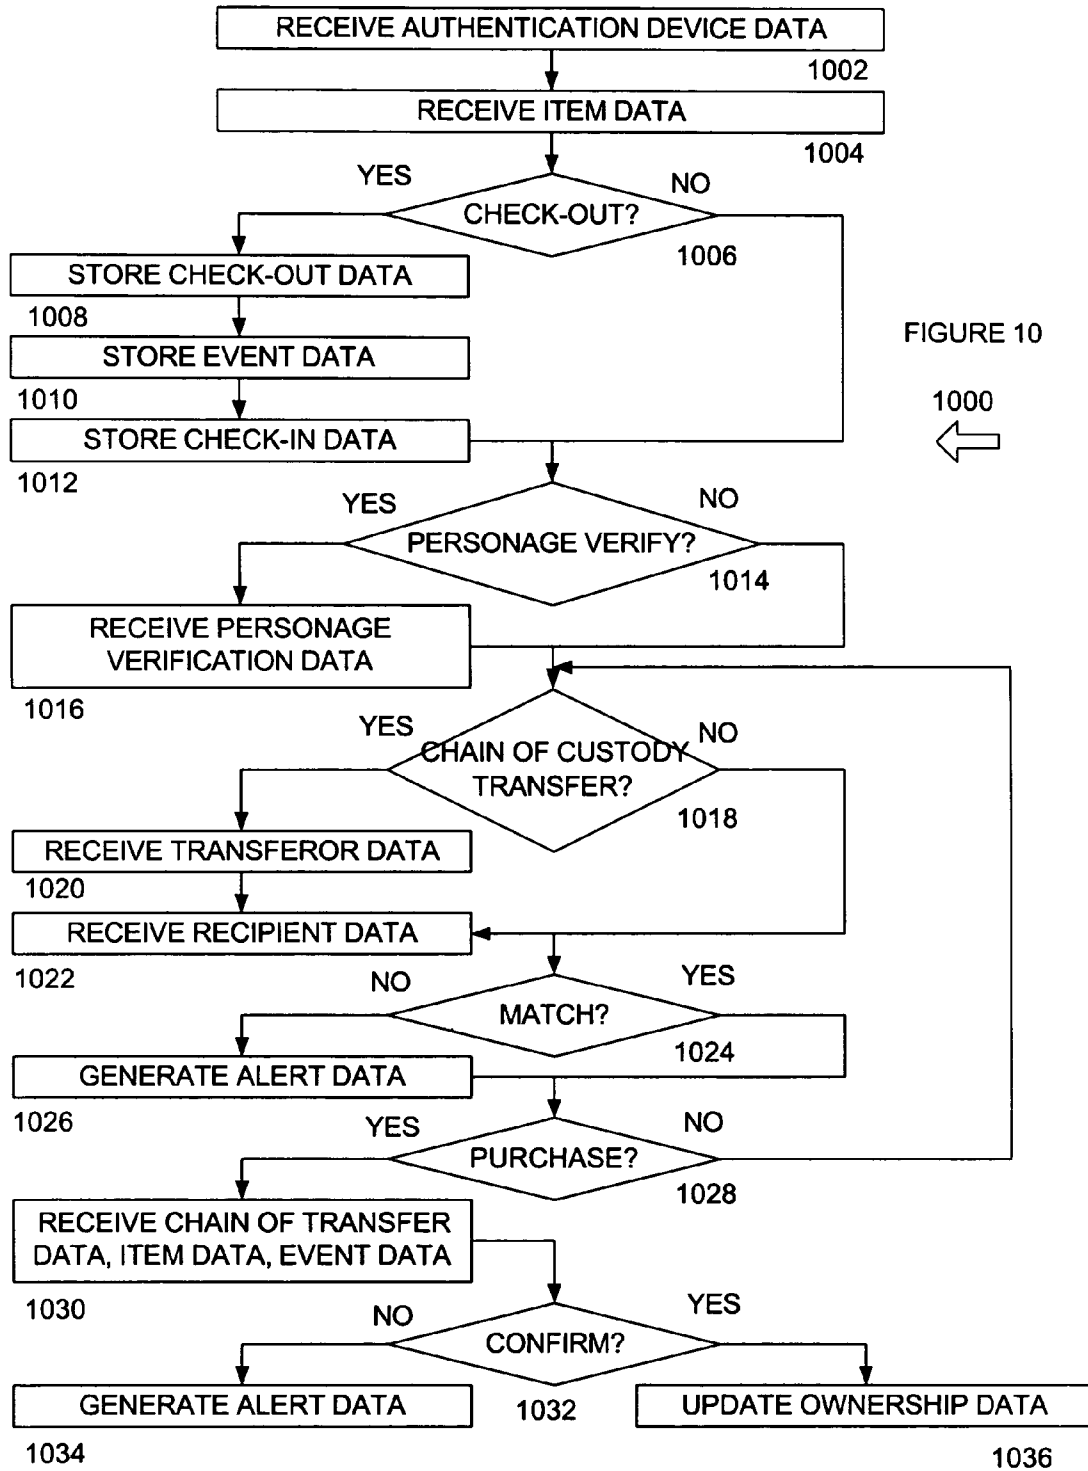 RECEIVE AUTHENTICATION DEVICE DATA
1002
RECEIVE ITEM DATA
1004
YES
NO
CHECK-OUT?
1006
STORE CHECK-OUT DATA
1008
FIGURE 10
STORE EVENT DATA
1010
1000
STORE CHECK-IN DATA
1012
YES
NO
PERSONAGE VERIFY?
1014
RECEIVE PERSONAGE
VERIFICATION DATA
1016
YES
NO
CHAIN OF CUSTODY
TRANSFER?
1018
RECEIVE TRANSFEROR DATA
1020
RECEIVE RECIPIENT DATA
1022
NO
YES
MATCH?
1024
GENERATE ALERT DATA
1026
YES
NO
PURCHASE?
1028
RECEIVE CHAIN OF TRANSFER
DATA, ITEM DATA, EVENT DATA
1030
NO
YES
CONFIRM?
1032
GENERATE ALERT DATA
1034
UPDATE OWNERSHIP DATA
1036